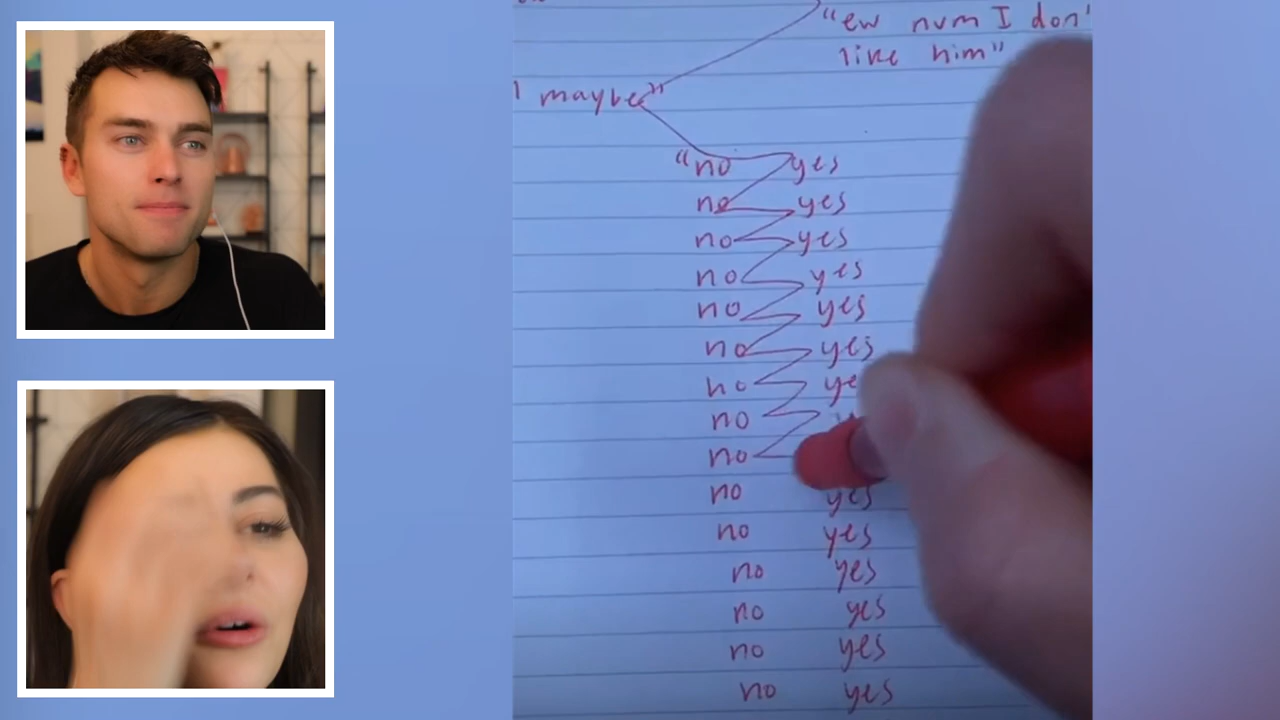 "ew num I don'
like him"
maybe"
"no yes
no yes
no yes
no yes
no yes
no yes
no
no
no
no yes
no yes
no yes
no yes
no yes
no yes